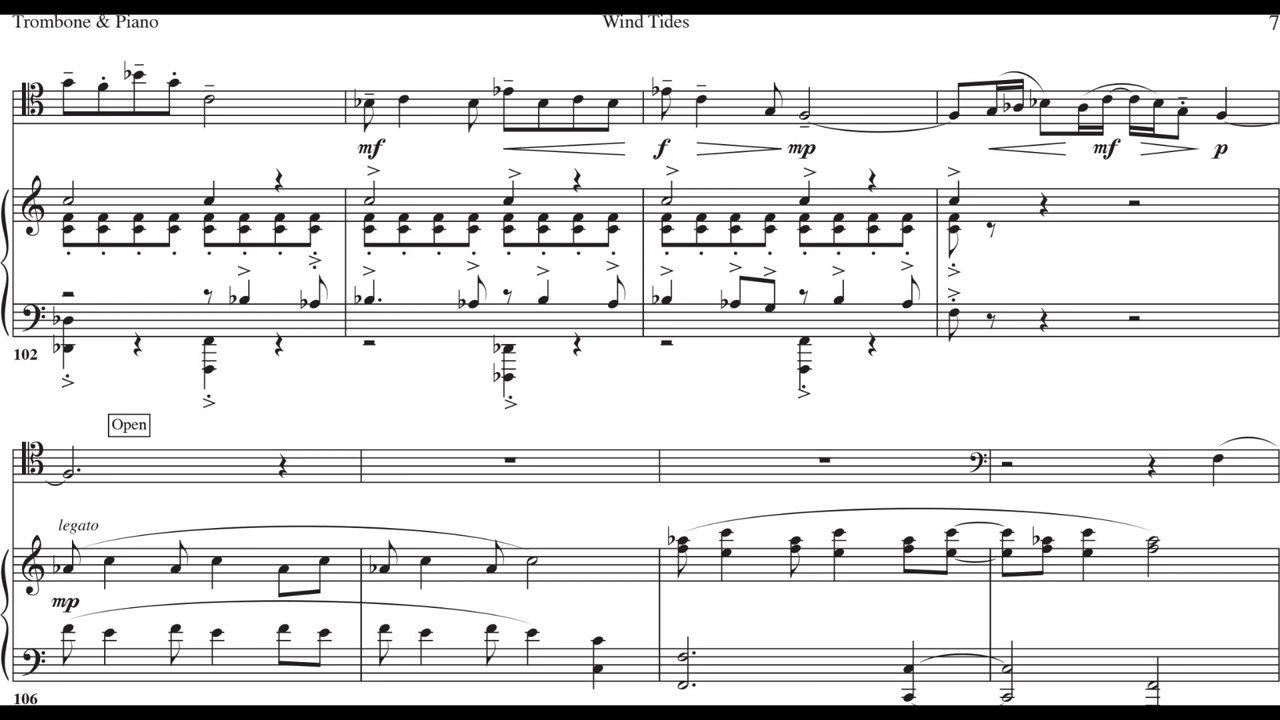 Trombone & Piano
Wind Tides
7
mf
f
mp
mf
p
102
Open
legato
mp
106